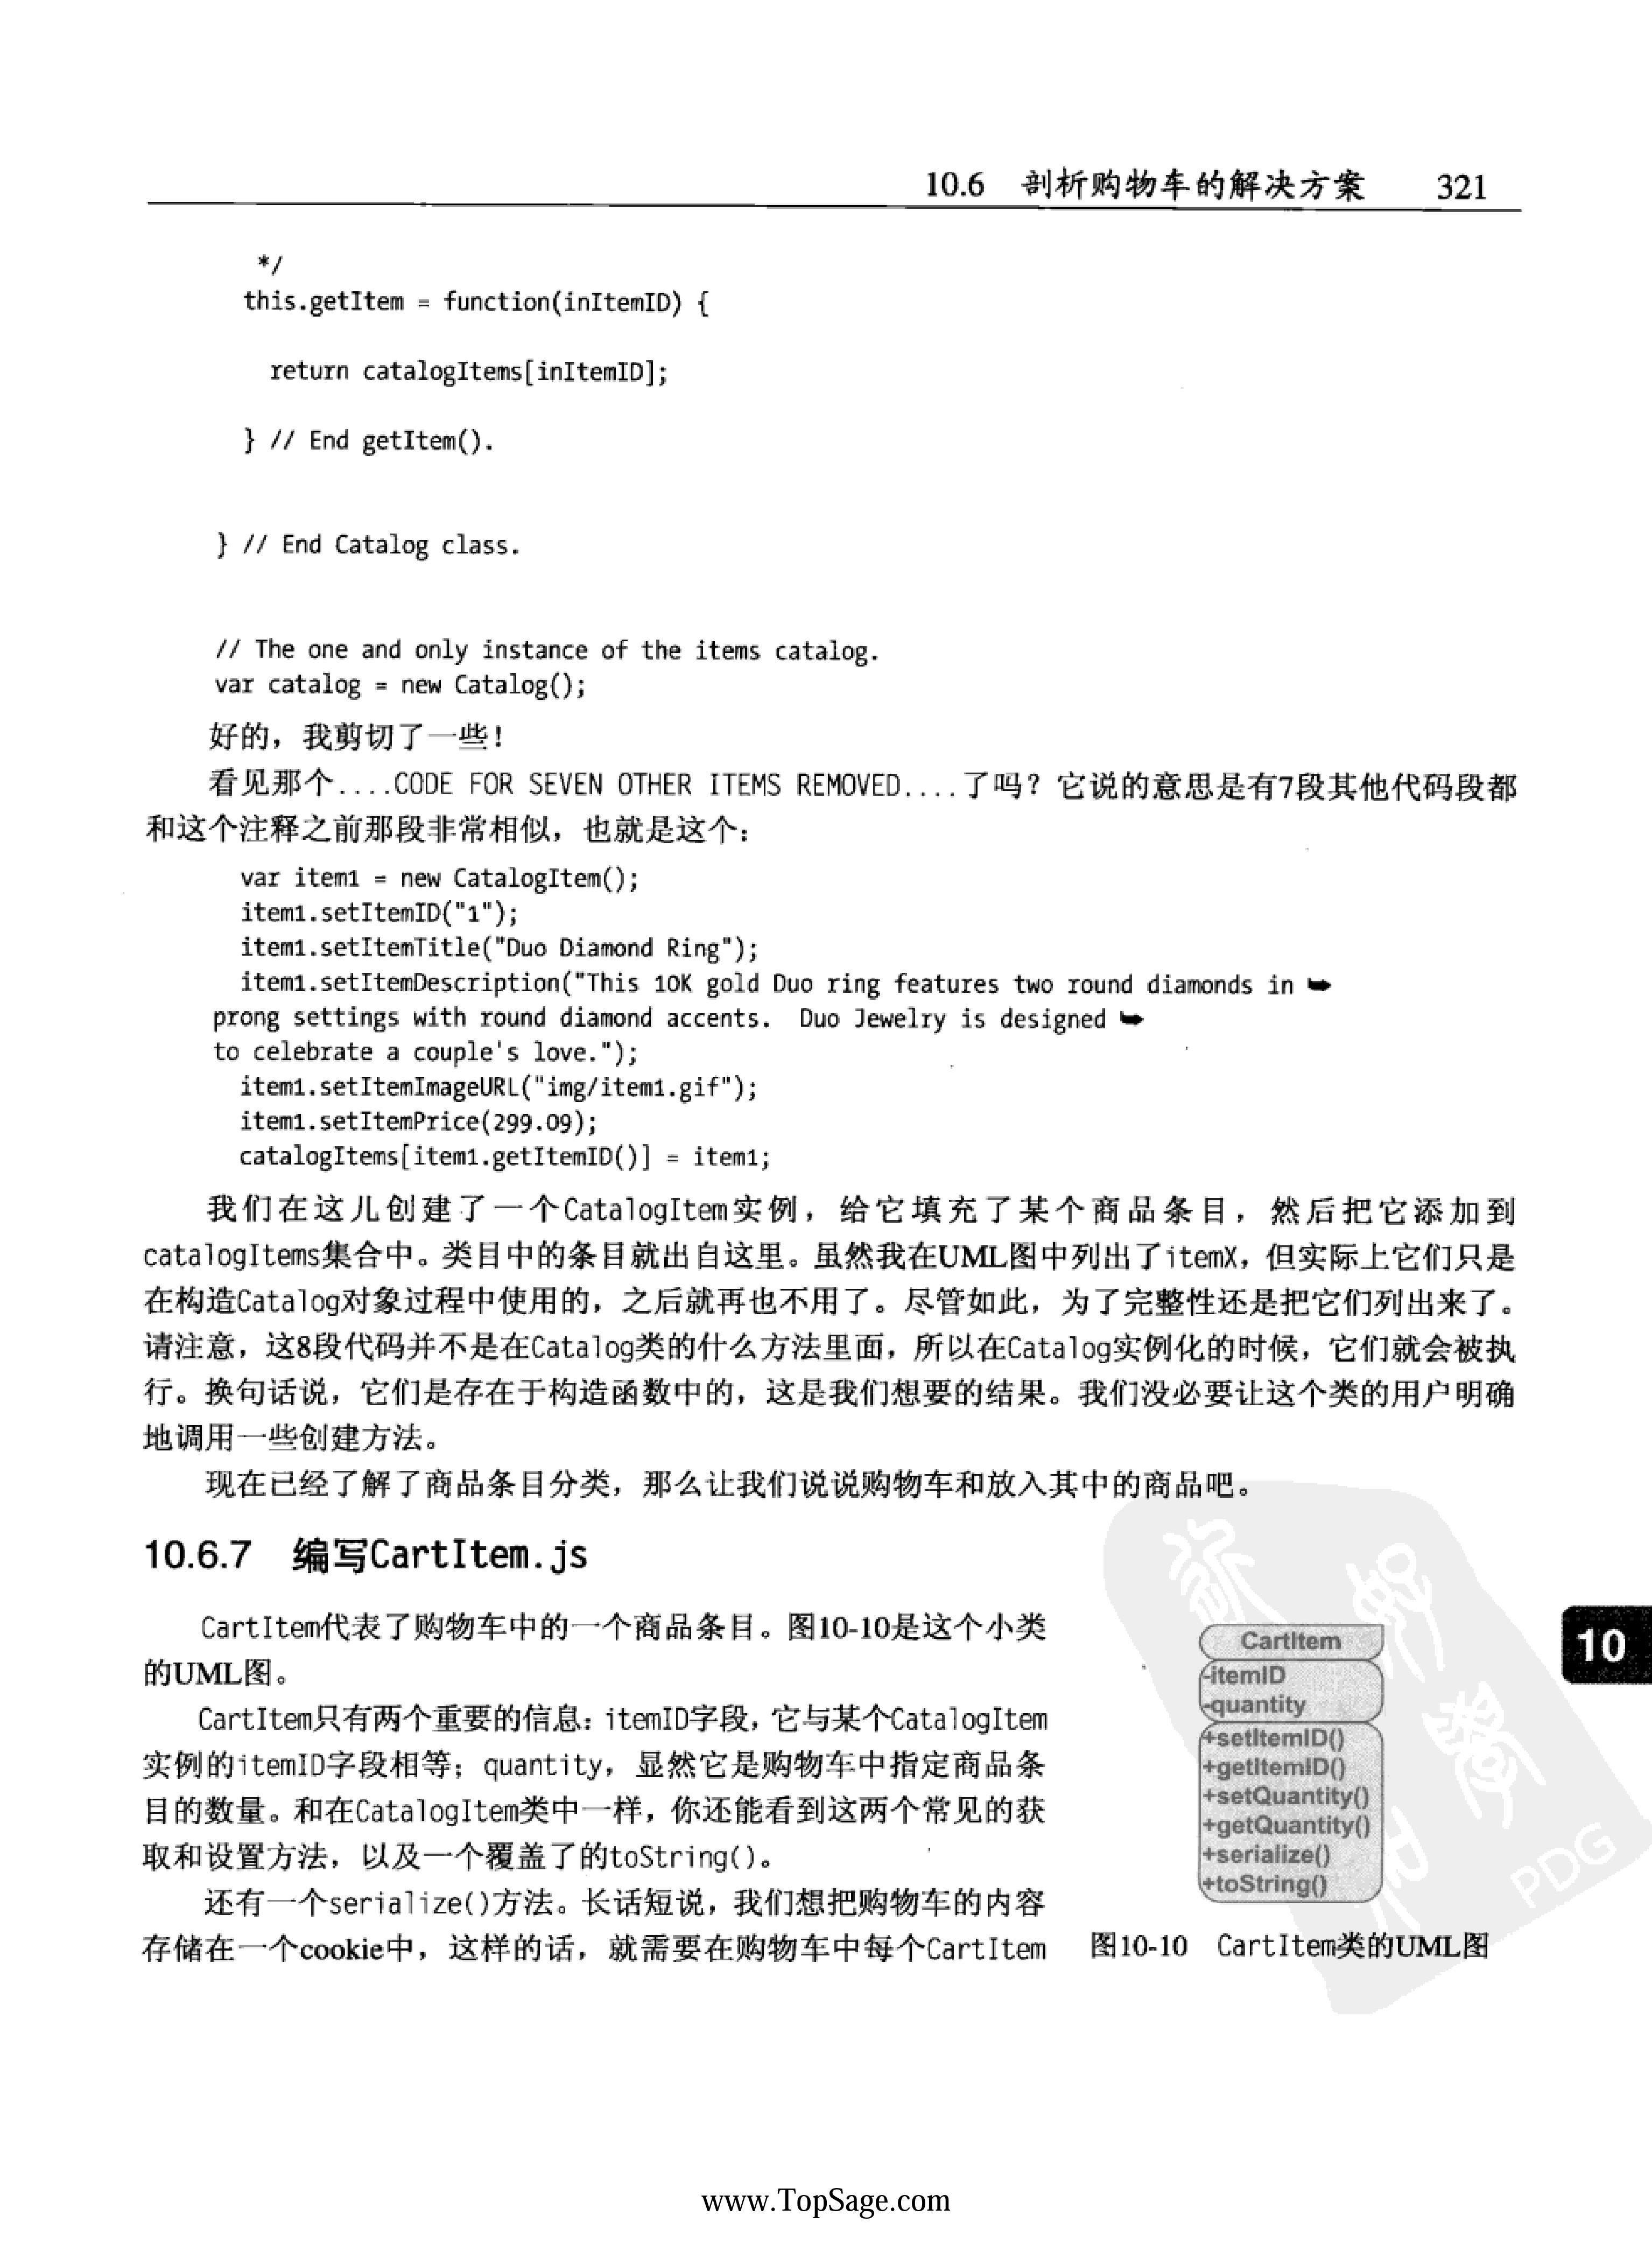 10.6 剖析购物车的解决方案 321
*/
this.getItem = function(inItemID) {
return catalogItems[inItemID];
} // End getItem().
} // End Catalog class.
// The one and only instance of the items catalog.
var catalog = new Catalog();
好的，我剪切了一些！
看见那个....CODE FOR SEVEN OTHER ITEMS REMOVED....了吗？它说的意思是有7段其他代码段都
和这个注释之前那段非常相似，也就是这个：
var item1 = new CatalogItem();
item1.setItemID("1");
item1.setItemTitle("Duo Diamond Ring");
item1.setItemDescription("This 10K gold Duo ring features two round diamonds in ➥
prong settings with round diamond accents.  Duo Jewelry is designed ➥
to celebrate a couple's love.");
item1.setItemImageURL("img/item1.gif");
item1.setItemPrice(299.09);
catalogItems[item1.getItemID()] = item1;
我们在这儿创建了一个CatalogItem实例，给它填充了某个商品条目，然后把它添加到
catalogItems集合中。类目中的条目就出自这里。虽然我在UML图中列出了itemX，但实际上它们只是
在构造Catalog对象过程中使用的，之后就再也不用了。尽管如此，为了完整性还是把它们列出来了。
请注意，这8段代码并不是在Catalog类的什么方法里面，所以在Catalog实例化的时候，它们就会被执
行。换句话说，它们是存在于构造函数中的，这是我们想要的结果。我们没必要让这个类的用户明确
地调用一些创建方法。
现在已经了解了商品条目分类，那么让我们说说购物车和放入其中的商品吧。
10.6.7 编写CartItem.js
CartItem代表了购物车中的一个商品条目。图10-10是这个小类
的UML图。
CartItem只有两个重要的信息：itemID字段，它与某个CatalogItem
实例的itemID字段相等；quantity，显然它是购物车中指定商品条
目的数量。和在CatalogItem类中一样，你还能看到这两个常见的获
取和设置方法，以及一个覆盖了的toString()。
还有一个serialize()方法。长话短说，我们想把购物车的内容
存储在一个cookie中，这样的话，就需要在购物车中每个CartItem
CartItem
-itemID
-quantity
+setItemID()
+getItemID()
+setQuantity()
+getQuantity()
+serialize()
+toString()
图10-10 CartItem类的UML图
10
PDG
www.TopSage.com